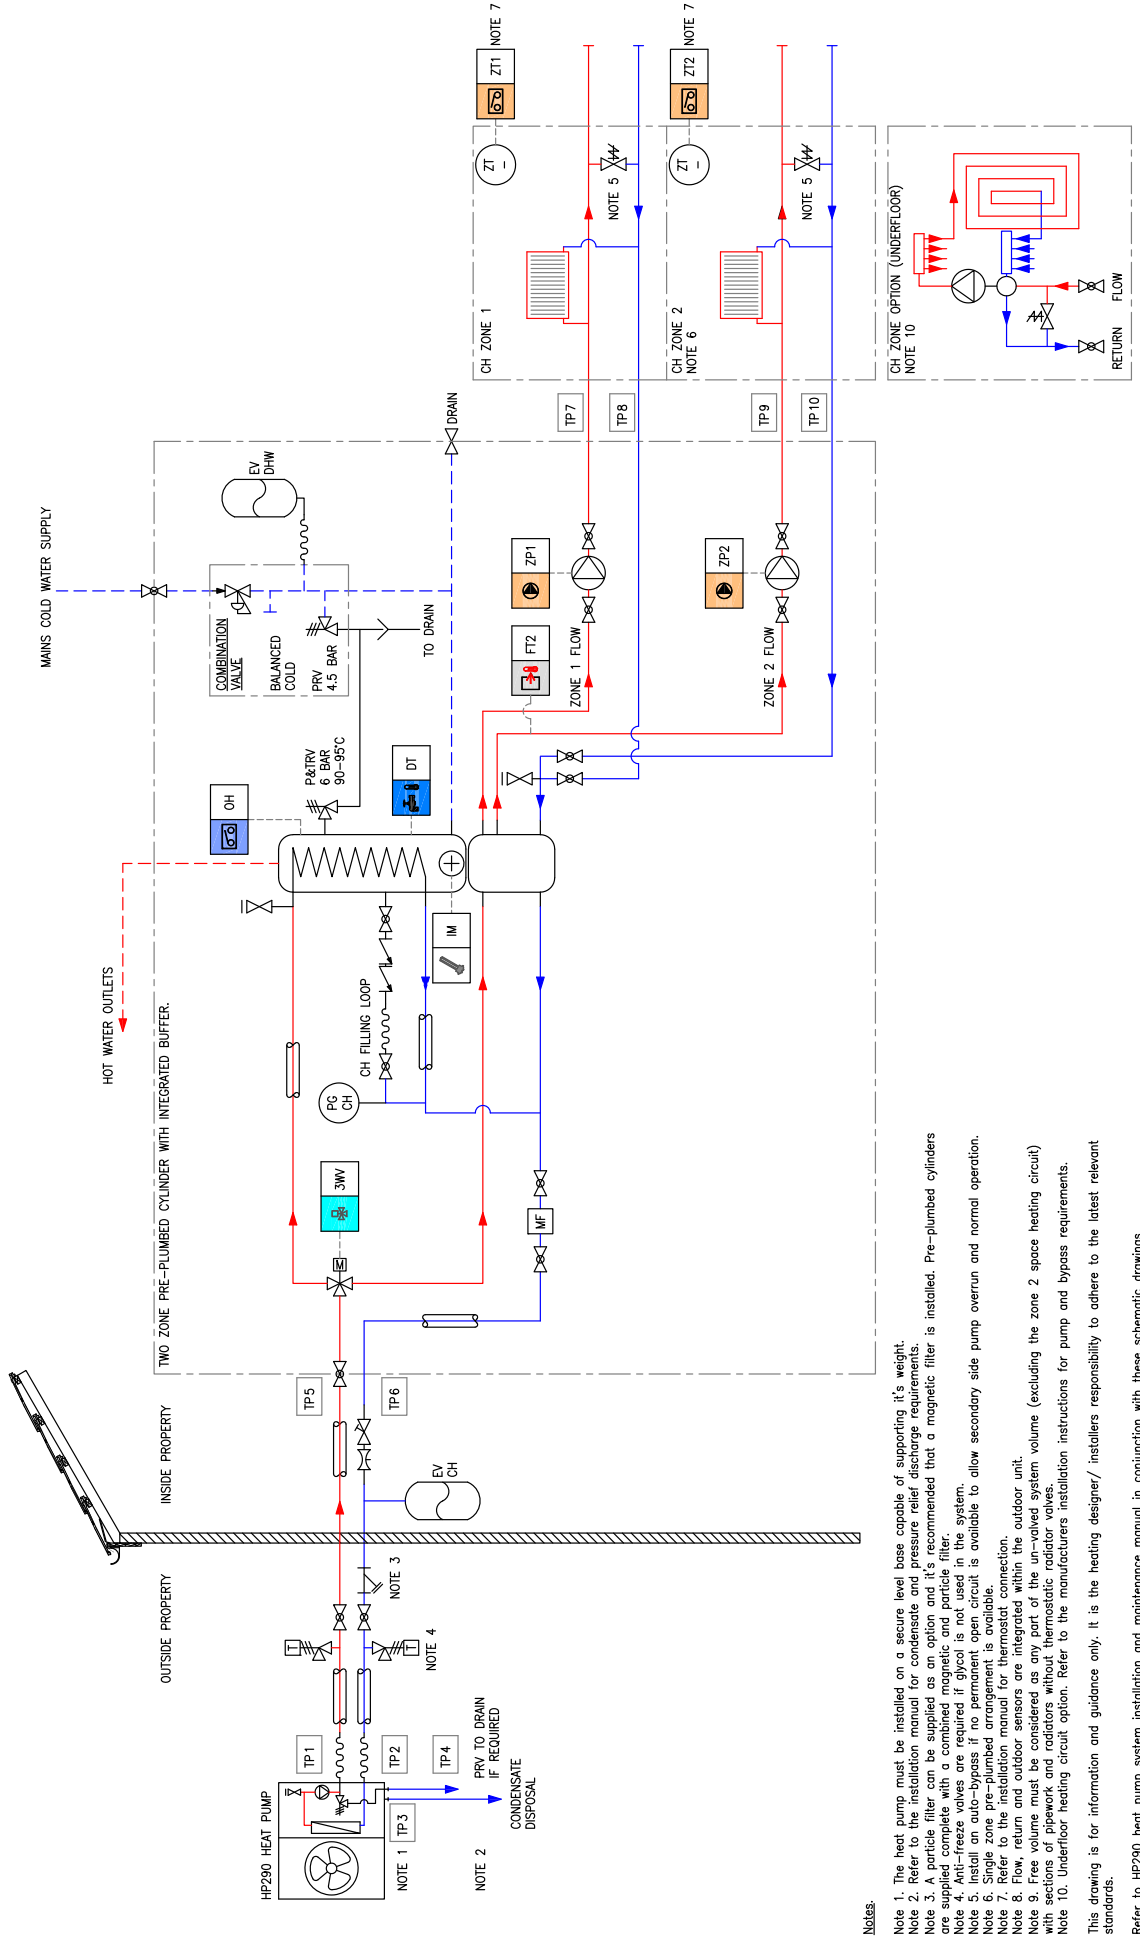 MAINS COLD WATER SUPPLY
HOT WATER OUTLETS
OUTSIDE PROPERTY
INSIDE PROPERTY
TWO ZONE PRE-PLUMBED CYLINDER WITH INTEGRATED BUFFER.
COMBINATION
VALVE
BALANCED
COLD
PRV
4.5 BAR
EV
DHW
OH
P&TRV
6 BAR
90-95°C
TO DRAIN
DRAIN
DT
IM
CH FILLING LOOP
PG
CH
3WV
M
MF
HP290 HEAT PUMP
TP1
TP2
TP3
TP4
TP5
TP6
T
T
NOTE 1
NOTE 2
NOTE 3
NOTE 4
PRV TO DRAIN
IF REQUIRED
CONDENSATE
DISPOSAL
EV
CH
FT2
ZONE 1 FLOW
ZP1
ZONE 2 FLOW
ZP2
TP7
TP8
TP9
TP10
CH ZONE 1
NOTE 5
ZT
-
ZT1
NOTE 7
CH ZONE 2
NOTE 6
NOTE 5
ZT
-
ZT2
NOTE 7
CH ZONE OPTION (UNDERFLOOR)
NOTE 10
RETURN
FLOW
Notes.
Note 1. The heat pump must be installed on a secure level base capable of supporting it's weight.
Note 2. Refer to the installation manual for condensate and pressure relief discharge requirements.
Note 3. A particle filter can be supplied as an option and it's recommended that a magnetic filter is installed. Pre-plumbed cylinders
are supplied complete with a combined magnetic and particle filter.
Note 4. Anti-freeze valves are required if glycol is not used in the system.
Note 5. Install an auto-bypass if no permanent open circuit is available to allow secondary side pump overrun and normal operation.
Note 6. Single zone pre-plumbed arrangement is available.
Note 7. Refer to the installation manual for thermostat connection.
Note 8. Flow, return and outdoor sensors are integrated within the outdoor unit.
Note 9. Free volume must be considered as any part of the un-valved system volume (excluding the zone 2 space heating circuit)
with sections of pipework and radiators without thermostatic radiator valves.
Note 10. Underfloor heating circuit option. Refer to the manufacturers installation instructions for pump and bypass requirements.
This drawing is for information and guidance only. It is the heating designer/ installers responsibility to adhere to the latest relevant
standards.
Refer to HP290 heat pump system installation and maintenance manual in conjunction with these schematic drawings